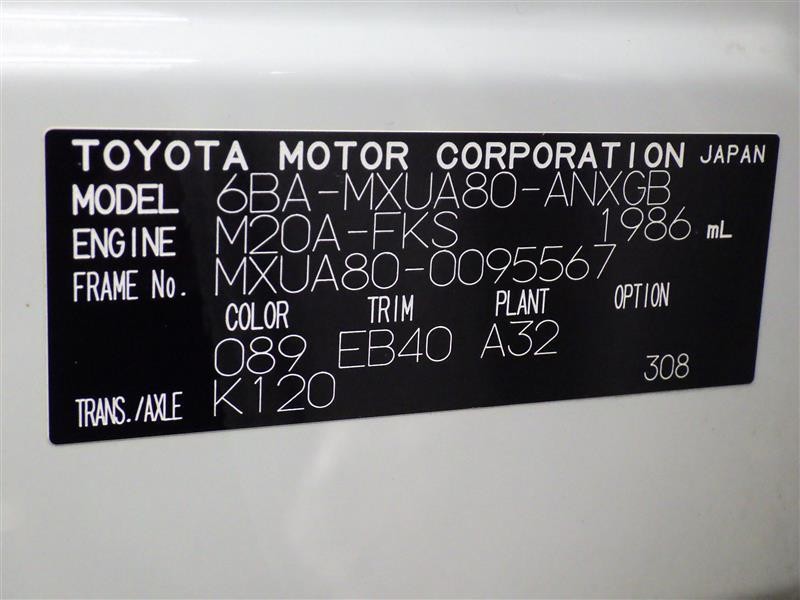 TOYOTA MOTOR CORPORATION JAPAN
MODEL 6BA-MXUA80-ANXGB
ENGINE M20A-FKS 1986 mL
FRAME No. MXUA80-0095567
COLOR TRIM PLANT OPTION
089 EB40 A32
TRANS./AXLE K120 308